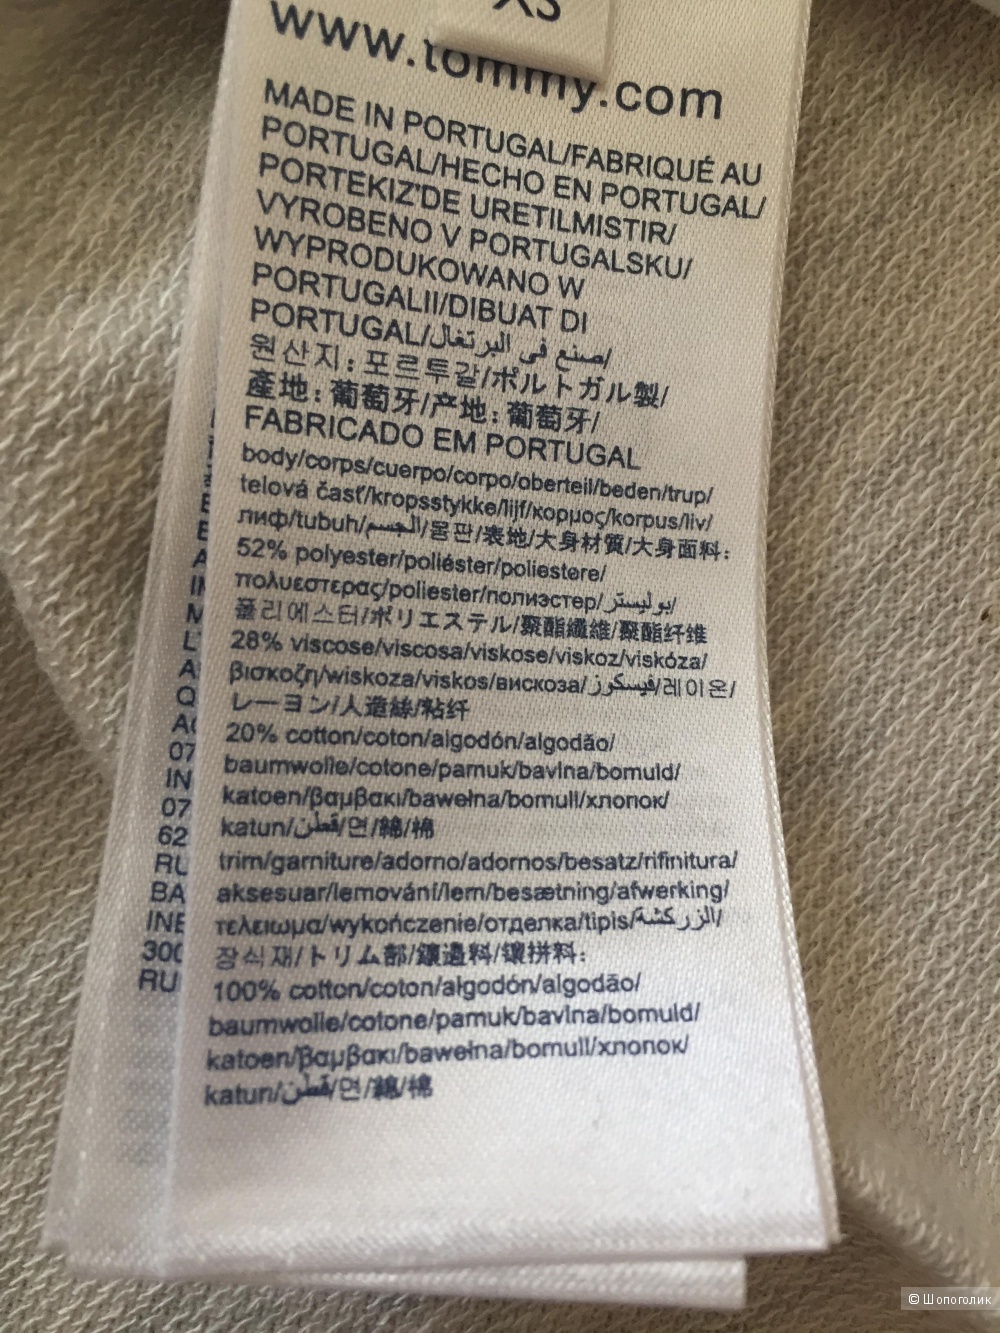 XS
www.tommy.com
MADE IN PORTUGAL/FABRIQUÉ AU
PORTUGAL/HECHO EN PORTUGAL/
PORTEKIZ'DE URETILMISTIR/
VYROBENO V PORTUGALSKU/
WYPRODUKOWANO W
PORTUGALII/DIBUAT DI
PORTUGAL/صنع في البرتغال/
원산지: 포르투갈/ポルトガル製/
產地: 葡萄牙/产地: 葡萄牙/
FABRICADO EM PORTUGAL
body/corps/cuerpo/corpo/oberteil/beden/trup/
telová časť/kropsstykke/lijf/κορμος/korpus/liv/
лиф/tubuh/الجسم/몸판/表地/大身材質/大身面料:
52% polyester/poliéster/poliestere/
πολυεστερας/poliester/полиэстер/بوليستر/
폴리에스터/ポリエステル/聚酯纖維/聚酯纤维
28% viscose/viscosa/viskose/viskoz/viskóza/
βισκοζη/wiskoza/viskos/вискоза/فيسكوز/레이온/
レーヨン/人造絲/粘纤
20% cotton/coton/algodón/algodão/
baumwolle/cotone/pamuk/bavlna/bomuld/
katoen/βαμβακι/bawełna/bomull/хлопок/
katun/قطن/면/綿/棉
trim/garniture/adorno/adornos/besatz/rifinitura/
aksesuar/lemování/lem/besætning/afwerking/
τελειωμα/wykończenie/отделка/tipis/الزركشة/
장식재/トリム部/鑲邊料/镶拼料:
100% cotton/coton/algodón/algodão/
baumwolle/cotone/pamuk/bavlna/bomuld/
katoen/βαμβακι/bawełna/bomull/хлопок/
katun/قطن/면/綿/棉
07
IN
07
62
RU
BA
INE
300
RU
© Шопоголик